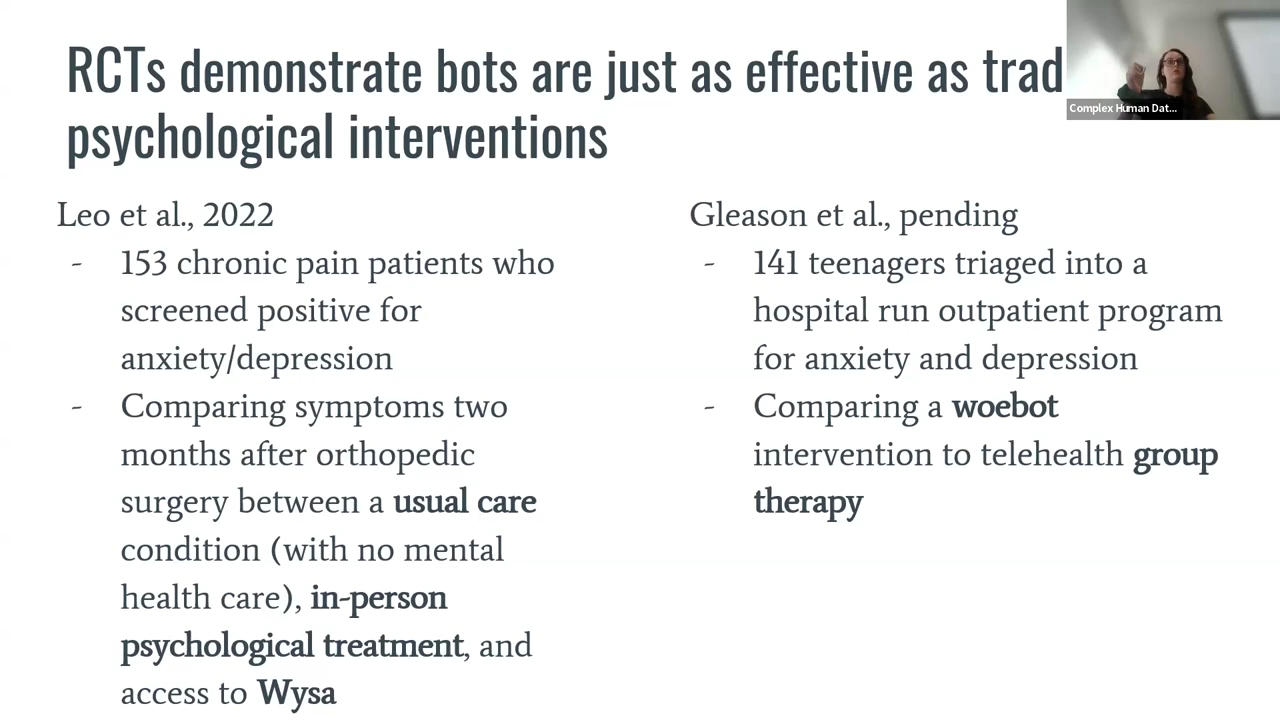 RCTs demonstrate bots are just as effective as trad
psychological interventions
Complex Human Dat...
Leo et al., 2022
- 153 chronic pain patients who
screened positive for
anxiety/depression
- Comparing symptoms two
months after orthopedic
surgery between a usual care
condition (with no mental
health care), in-person
psychological treatment, and
access to Wysa
Gleason et al., pending
- 141 teenagers triaged into a
hospital run outpatient program
for anxiety and depression
- Comparing a woebot
intervention to telehealth group
therapy